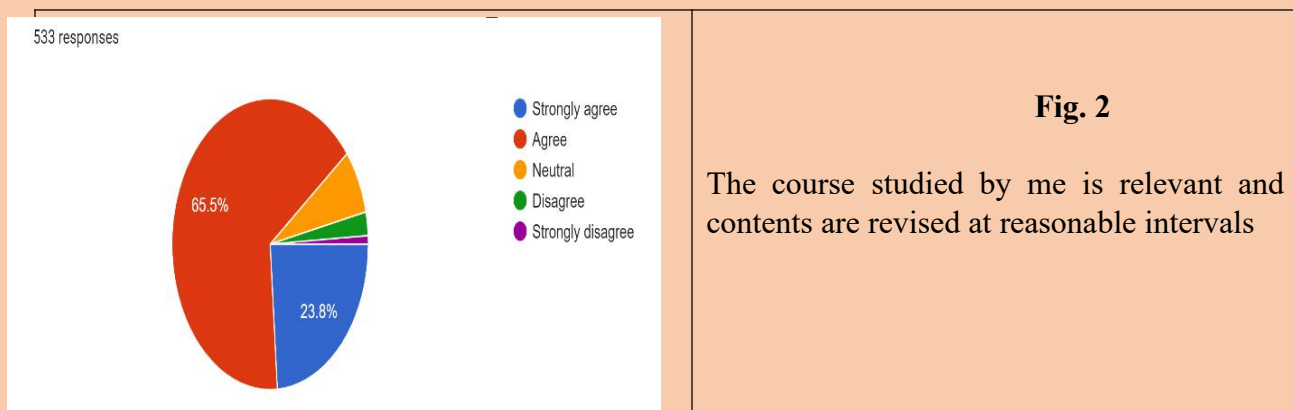 533 responses
Strongly agree
Agree
Neutral
Disagree
Strongly disagree
65.5%
23.8%
Fig. 2
The course studied by me is relevant and
contents are revised at reasonable intervals